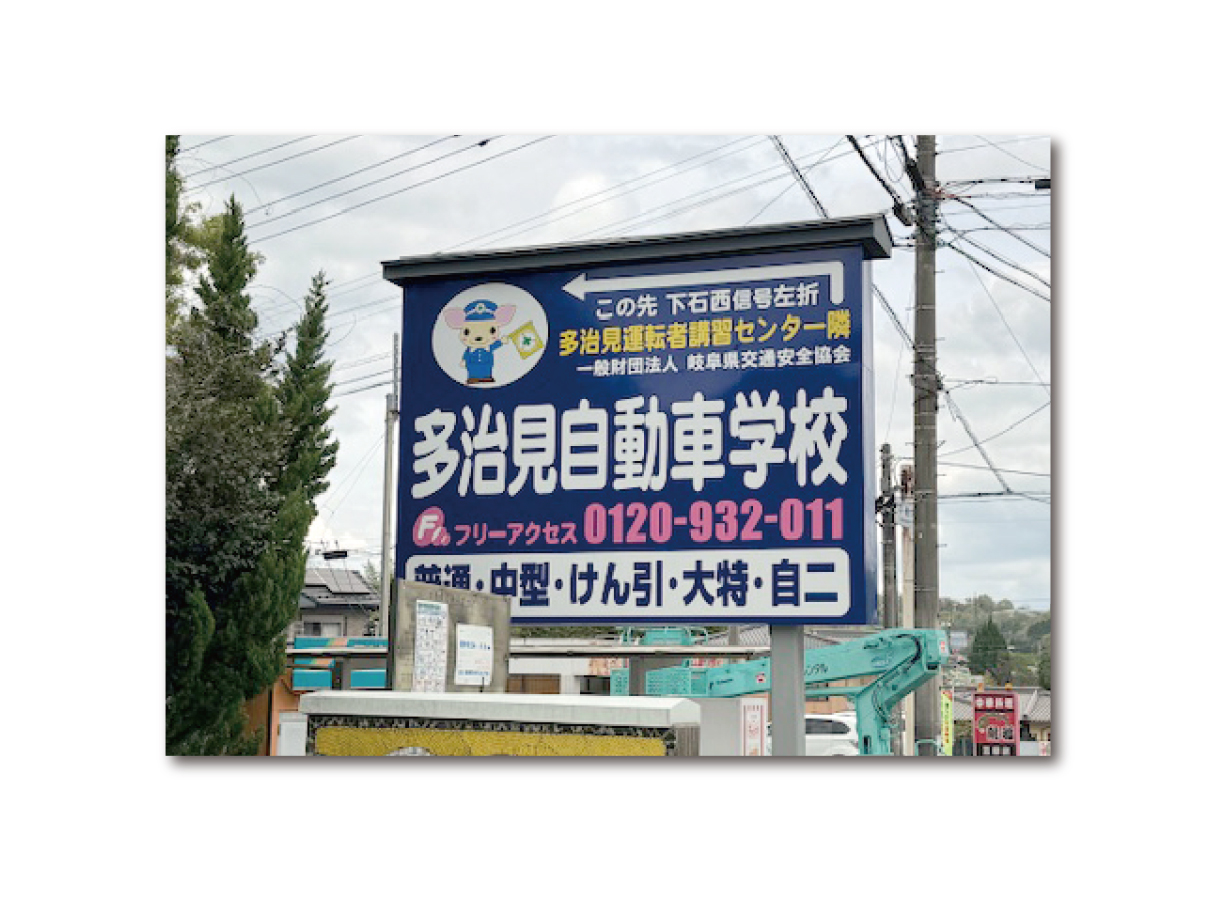 この先 下石西信号左折
多治見運転者講習センター隣
一般財団法人 岐阜県交通安全協会
多治見自動車学校
フリーアクセス 0120-932-011
普通・中型・けん引・大特・自二